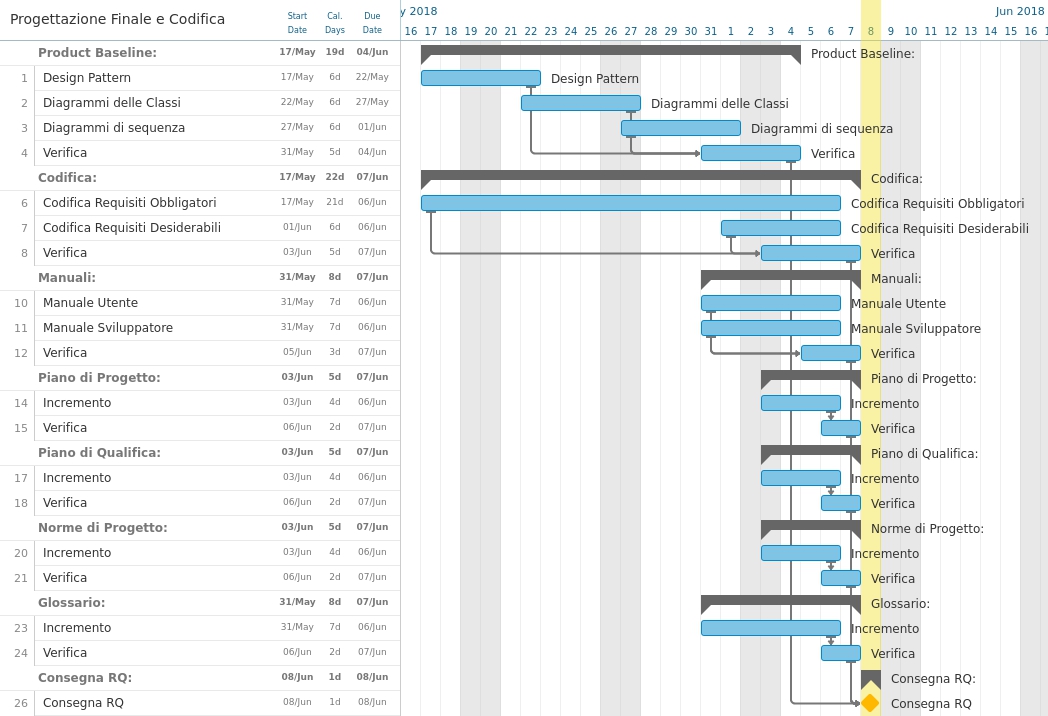 Progettazione Finale e Codifica
Start Date Cal. Days Due Date
y 2018 Jun 2018
16 17 18 19 20 21 22 23 24 25 26 27 28 29 30 31 1 2 3 4 5 6 7 8 9 10 11 12 13 14 15 16 1
Product Baseline: 17/May 19d 04/Jun Product Baseline:
1 Design Pattern 17/May 6d 22/May Design Pattern
2 Diagrammi delle Classi 22/May 6d 27/May Diagrammi delle Classi
3 Diagrammi di sequenza 27/May 6d 01/Jun Diagrammi di sequenza
4 Verifica 31/May 5d 04/Jun Verifica
Codifica: 17/May 22d 07/Jun Codifica:
6 Codifica Requisiti Obbligatori 17/May 21d 06/Jun Codifica Requisiti Obbligatori
7 Codifica Requisiti Desiderabili 01/Jun 6d 06/Jun Codifica Requisiti Desiderabili
8 Verifica 03/Jun 5d 07/Jun Verifica
Manuali: 31/May 8d 07/Jun Manuali:
10 Manuale Utente 31/May 7d 06/Jun Manuale Utente
11 Manuale Sviluppatore 31/May 7d 06/Jun Manuale Sviluppatore
12 Verifica 05/Jun 3d 07/Jun Verifica
Piano di Progetto: 03/Jun 5d 07/Jun Piano di Progetto:
14 Incremento 03/Jun 4d 06/Jun Incremento
15 Verifica 06/Jun 2d 07/Jun Verifica
Piano di Qualifica: 03/Jun 5d 07/Jun Piano di Qualifica:
17 Incremento 03/Jun 4d 06/Jun Incremento
18 Verifica 06/Jun 2d 07/Jun Verifica
Norme di Progetto: 03/Jun 5d 07/Jun Norme di Progetto:
20 Incremento 03/Jun 4d 06/Jun Incremento
21 Verifica 06/Jun 2d 07/Jun Verifica
Glossario: 31/May 8d 07/Jun Glossario:
23 Incremento 31/May 7d 06/Jun Incremento
24 Verifica 06/Jun 2d 07/Jun Verifica
Consegna RQ: 08/Jun 1d 08/Jun Consegna RQ:
26 Consegna RQ 08/Jun 1d 08/Jun Consegna RQ